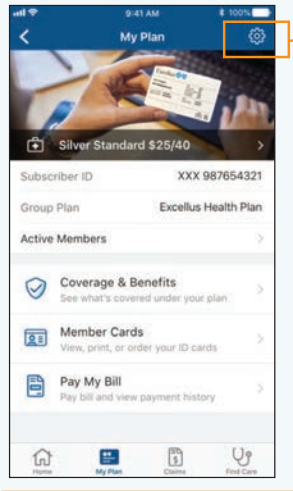 9:41 AM
100%
My Plan
Excellus
Silver Standard $25/40
Subscriber ID XXX 987654321
Group Plan Excellus Health Plan
Active Members
Coverage & Benefits
See what's covered under your plan
Member Cards
View, print, or order your ID cards
Pay My Bill
Pay bill and view payment history
Home My Plan Claims Find Care